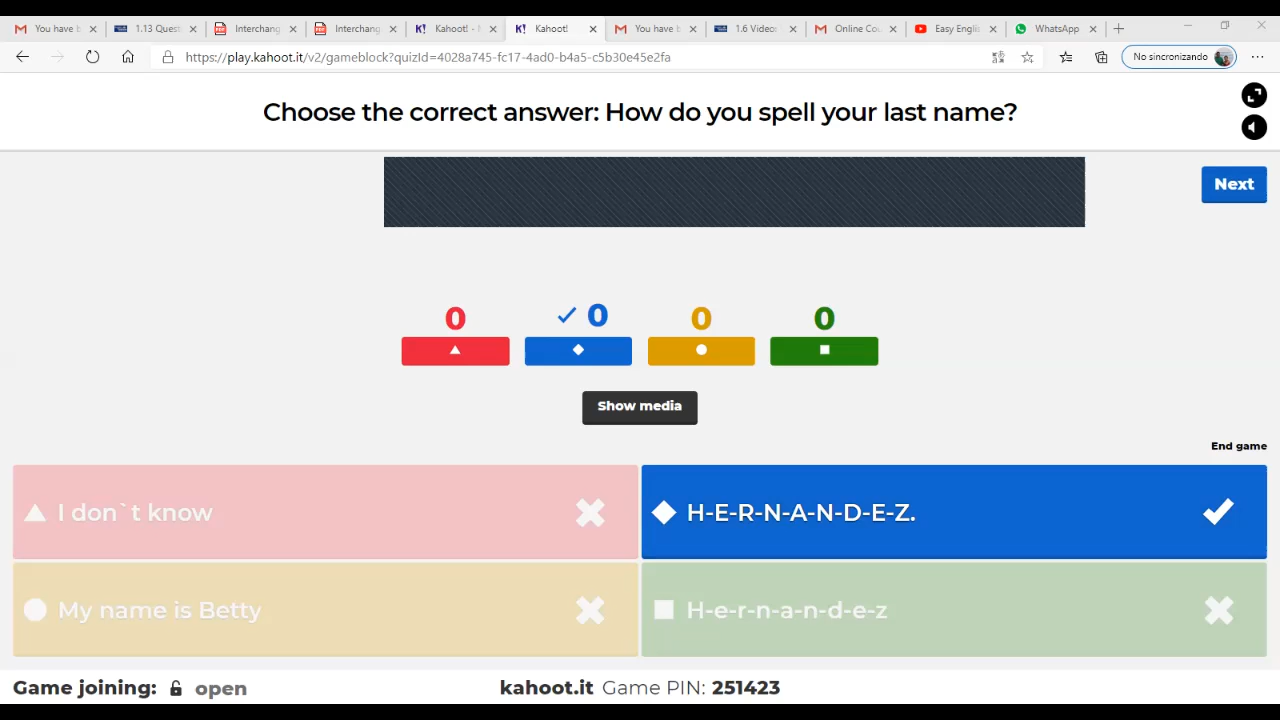 You have b
1.13 Quest
Interchang
Interchang
Kahoot! - 
Kahoot!
You have b
1.6 Video
Online Cou
Easy Englis
WhatsApp
https://play.kahoot.it/v2/gameblock?quizId=4028a745-fc17-4ad0-b4a5-c5b30e45e2fa
No sincronizando
Choose the correct answer: How do you spell your last name?
Next
0
0
0
0
Show media
End game
I don`t know
H-E-R-N-A-N-D-E-Z.
My name is Betty
H-e-r-n-a-n-d-e-z
Game joining: open
kahoot.it Game PIN: 251423